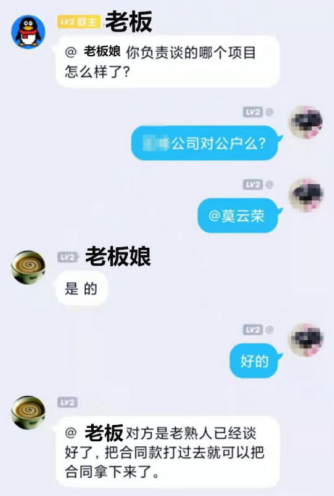 LV2 群主 老板
@ 老板娘 你负责谈的哪个项目
怎么样了?
LV2 @
公司对公户么?
LV2 @
@莫云荣
LV2 @ 老板娘
是 的
LV2 @
好的
LV2 @
@ 老板 对方是老熟人已经谈
好了,把合同款打过去就可以把
合同拿下来了。